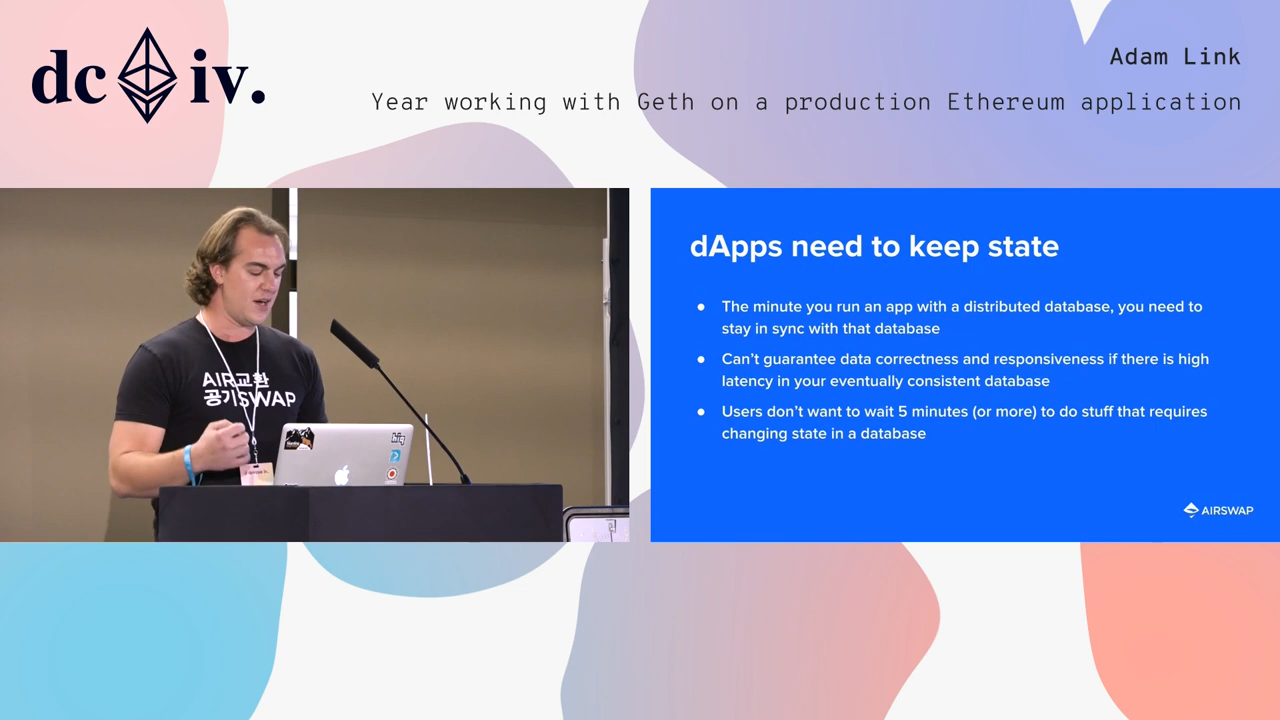 dc iv.
Adam Link
Year working with Geth on a production Ethereum application
AIR교환
공기SWAP
hiq
dApps need to keep state
● The minute you run an app with a distributed database, you need to
stay in sync with that database
● Can't guarantee data correctness and responsiveness if there is high
latency in your eventually consistent database
● Users don't want to wait 5 minutes (or more) to do stuff that requires
changing state in a database
AIRSWAP